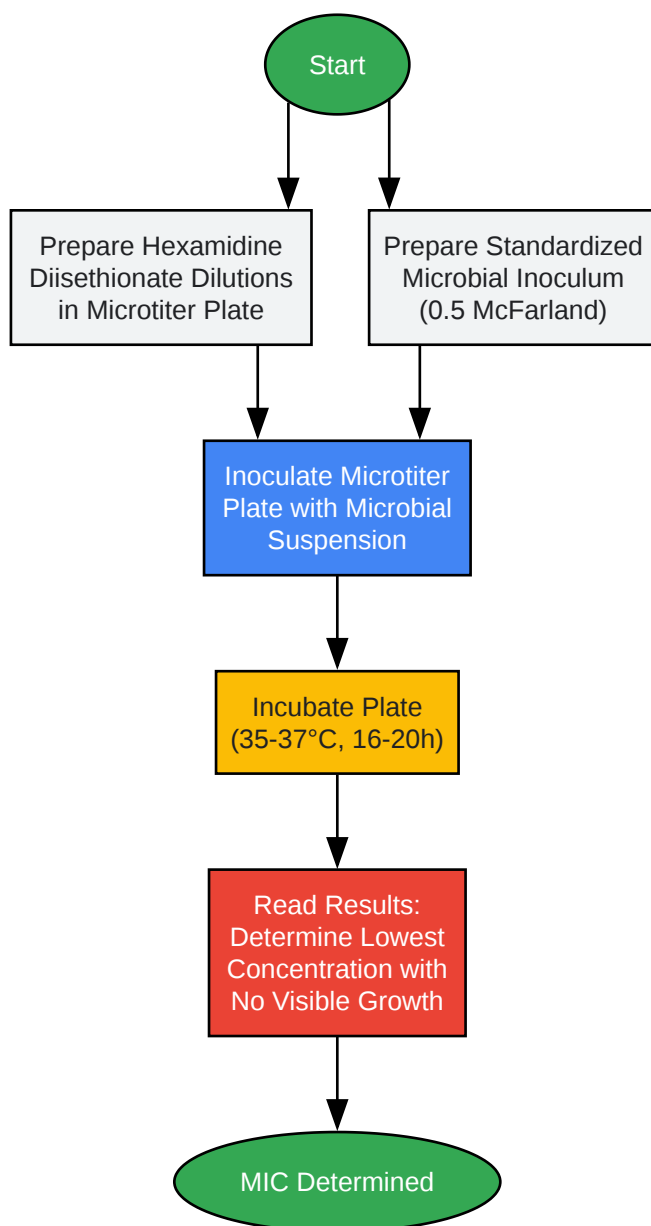 Start
Prepare Hexamidine
Diisethionate Dilutions
in Microtiter Plate
Prepare Standardized
Microbial Inoculum
(0.5 McFarland)
Inoculate Microtiter
Plate with Microbial
Suspension
Incubate Plate
(35-37°C, 16-20h)
Read Results:
Determine Lowest
Concentration with
No Visible Growth
MIC Determined